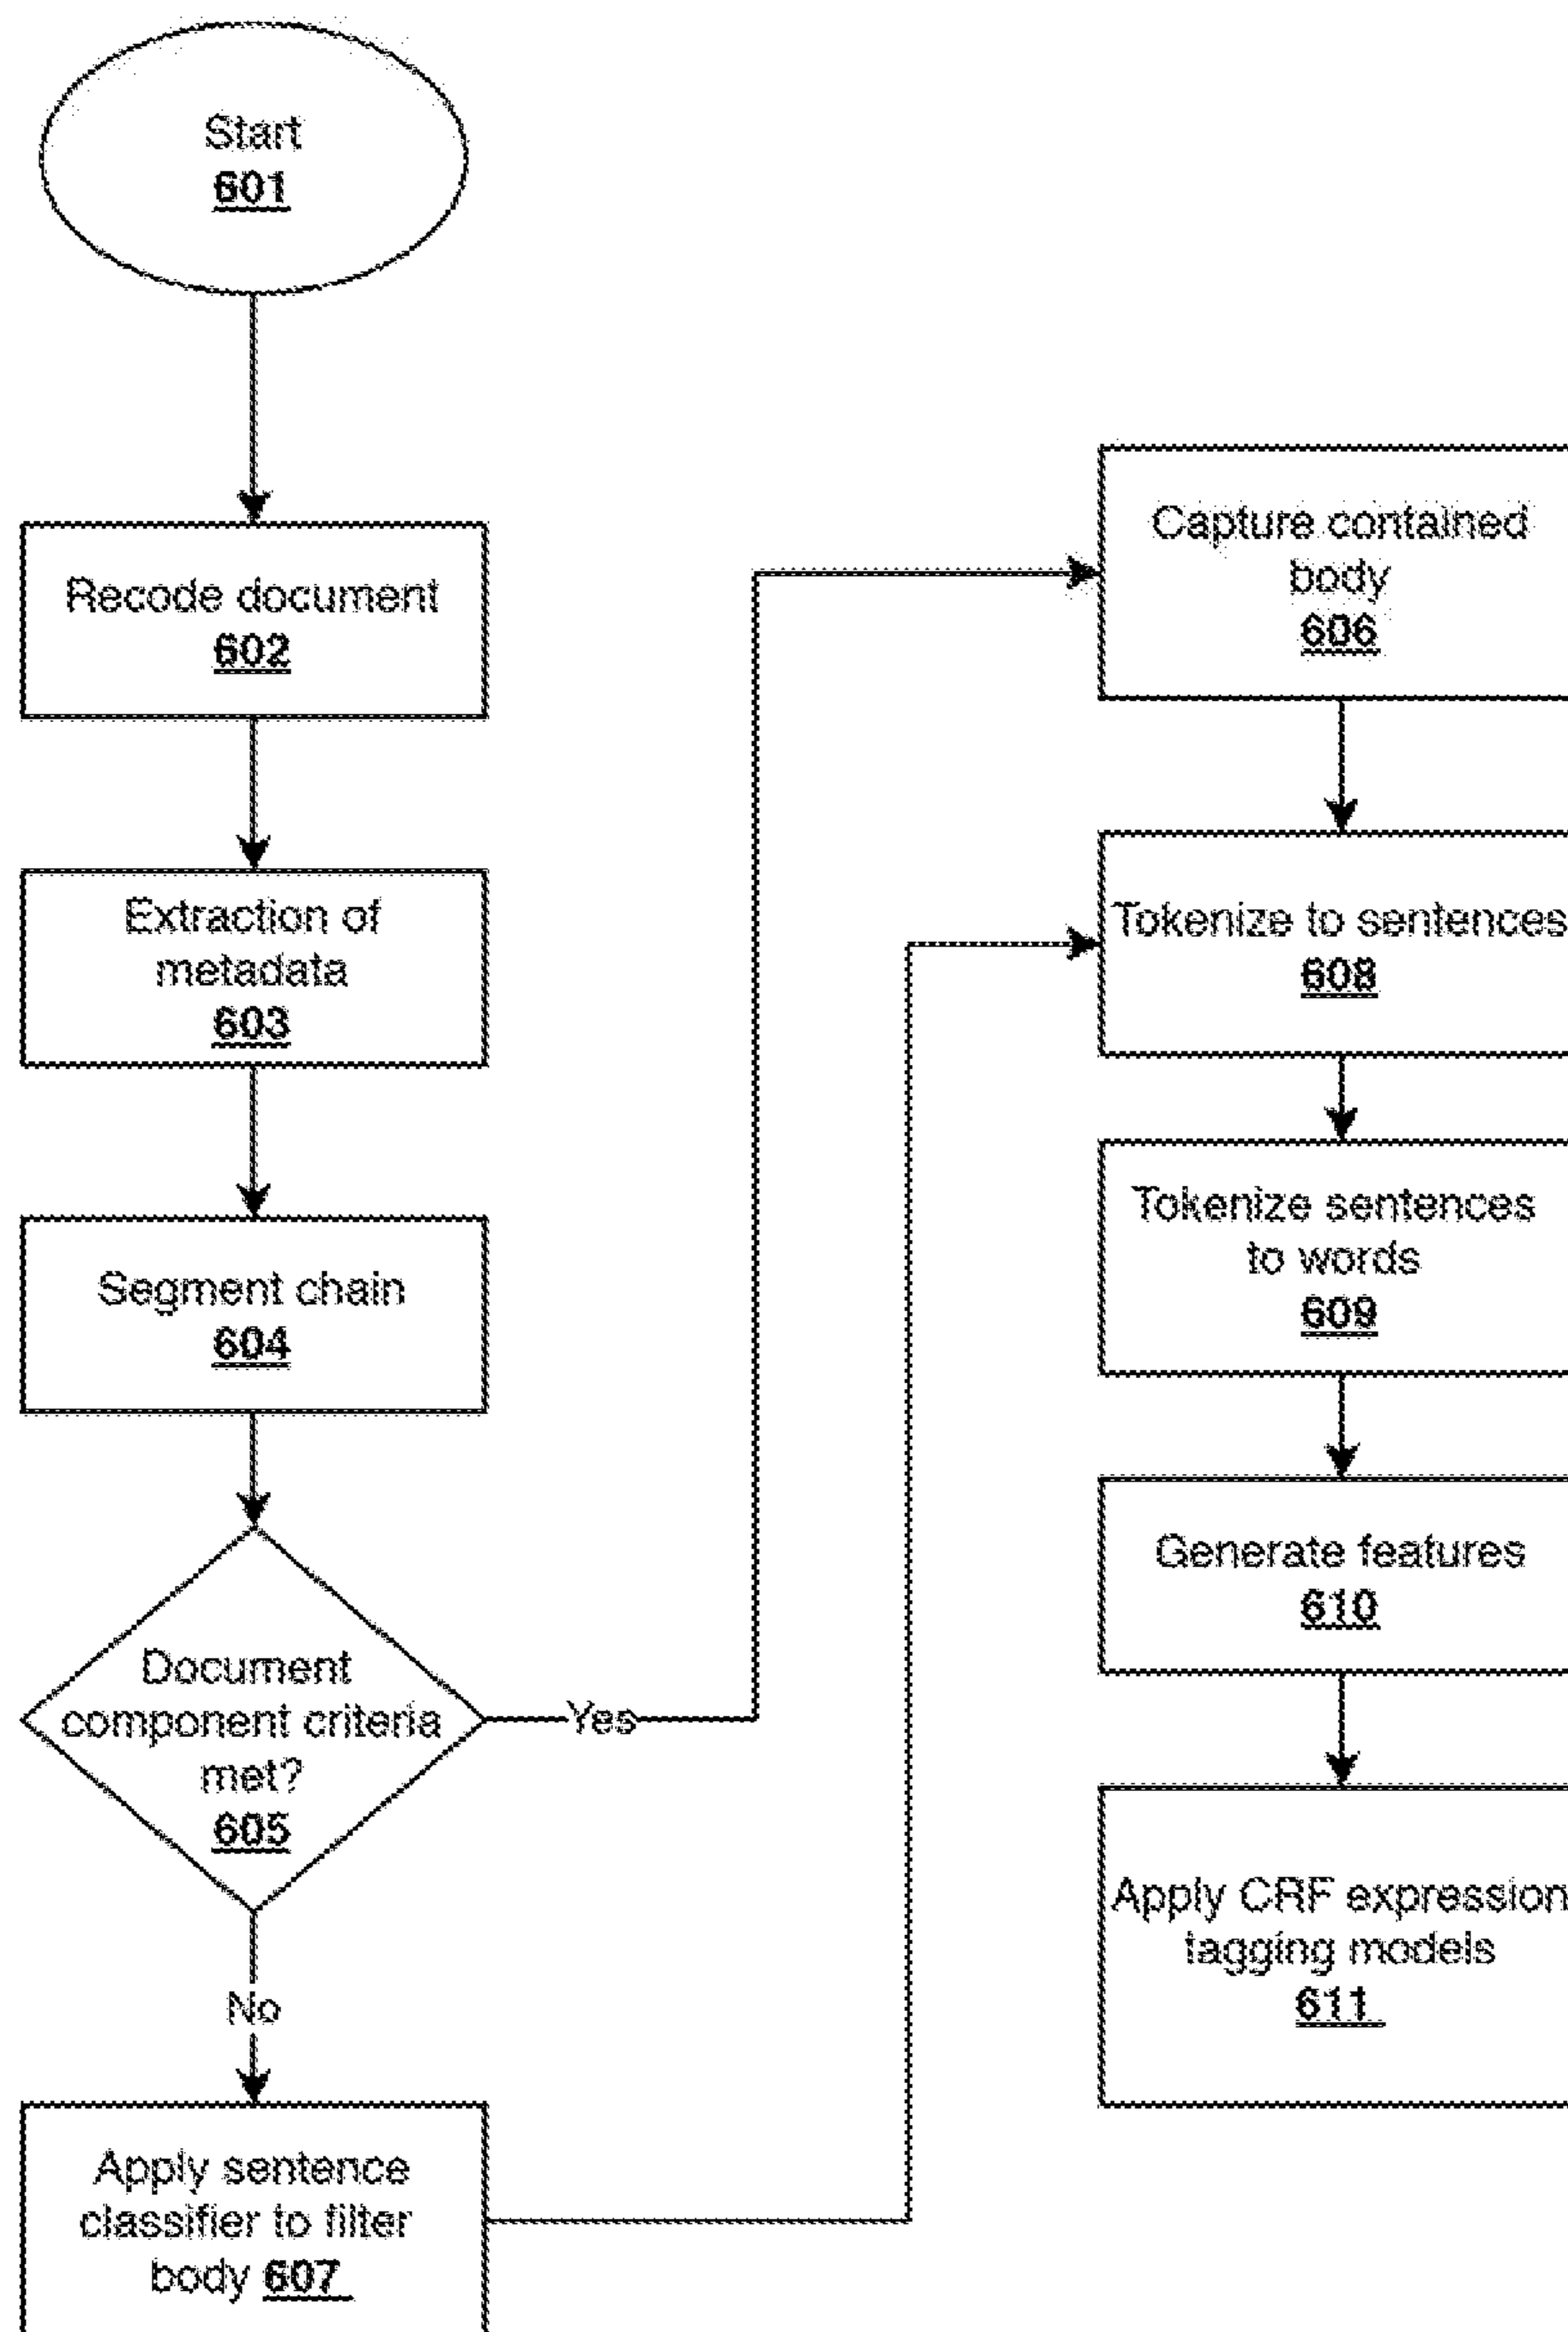 Start
601
Recode document
602
Extraction of
metadata
603
Segment chain
604
Document
component criteria
met?
605
Yes
No
Apply sentence
classifier to filter
body 607
Capture contained
body
606
Tokenize to sentences
608
Tokenize sentences
to words
609
Generate features
610
Apply CRF expression
tagging models
611